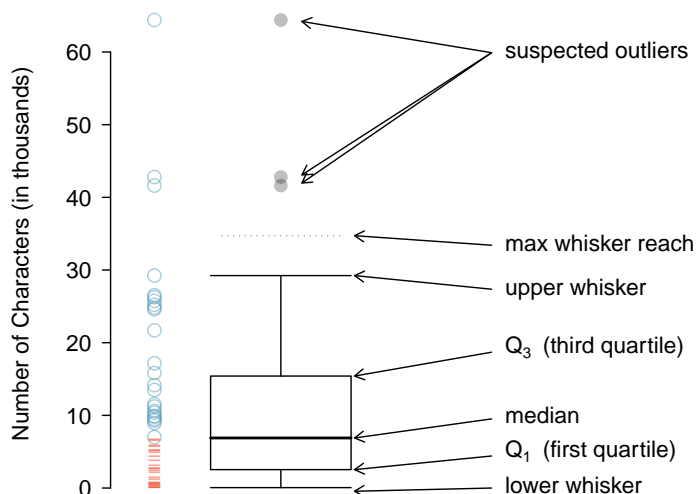 Number of Characters (in thousands)
60
50
40
30
20
10
0
suspected outliers
max whisker reach
upper whisker
Q3 (third quartile)
median
Q1 (first quartile)
lower whisker